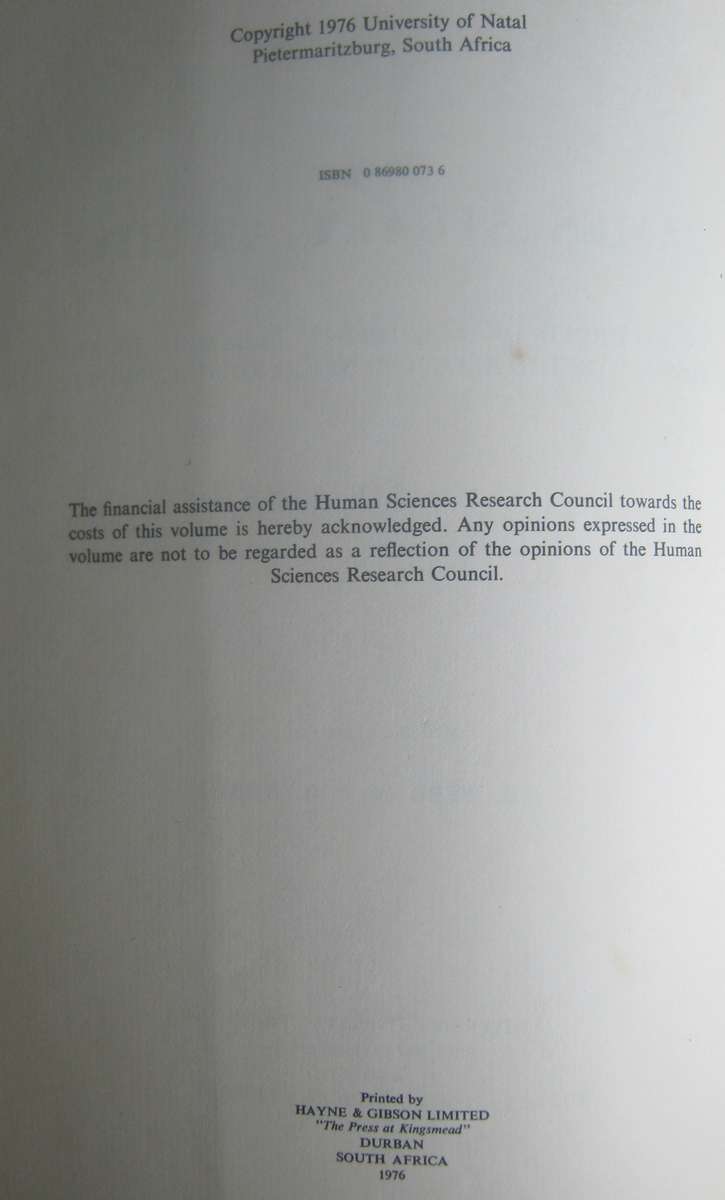 Copyright 1976 University of Natal
Pietermaritzburg, South Africa
ISBN 0 86980 073 6
The financial assistance of the Human Sciences Research Council towards the
costs of this volume is hereby acknowledged. Any opinions expressed in the
volume are not to be regarded as a reflection of the opinions of the Human
Sciences Research Council.
Printed by
HAYNE & GIBSON LIMITED
"The Press at Kingsmead"
DURBAN
SOUTH AFRICA
1976